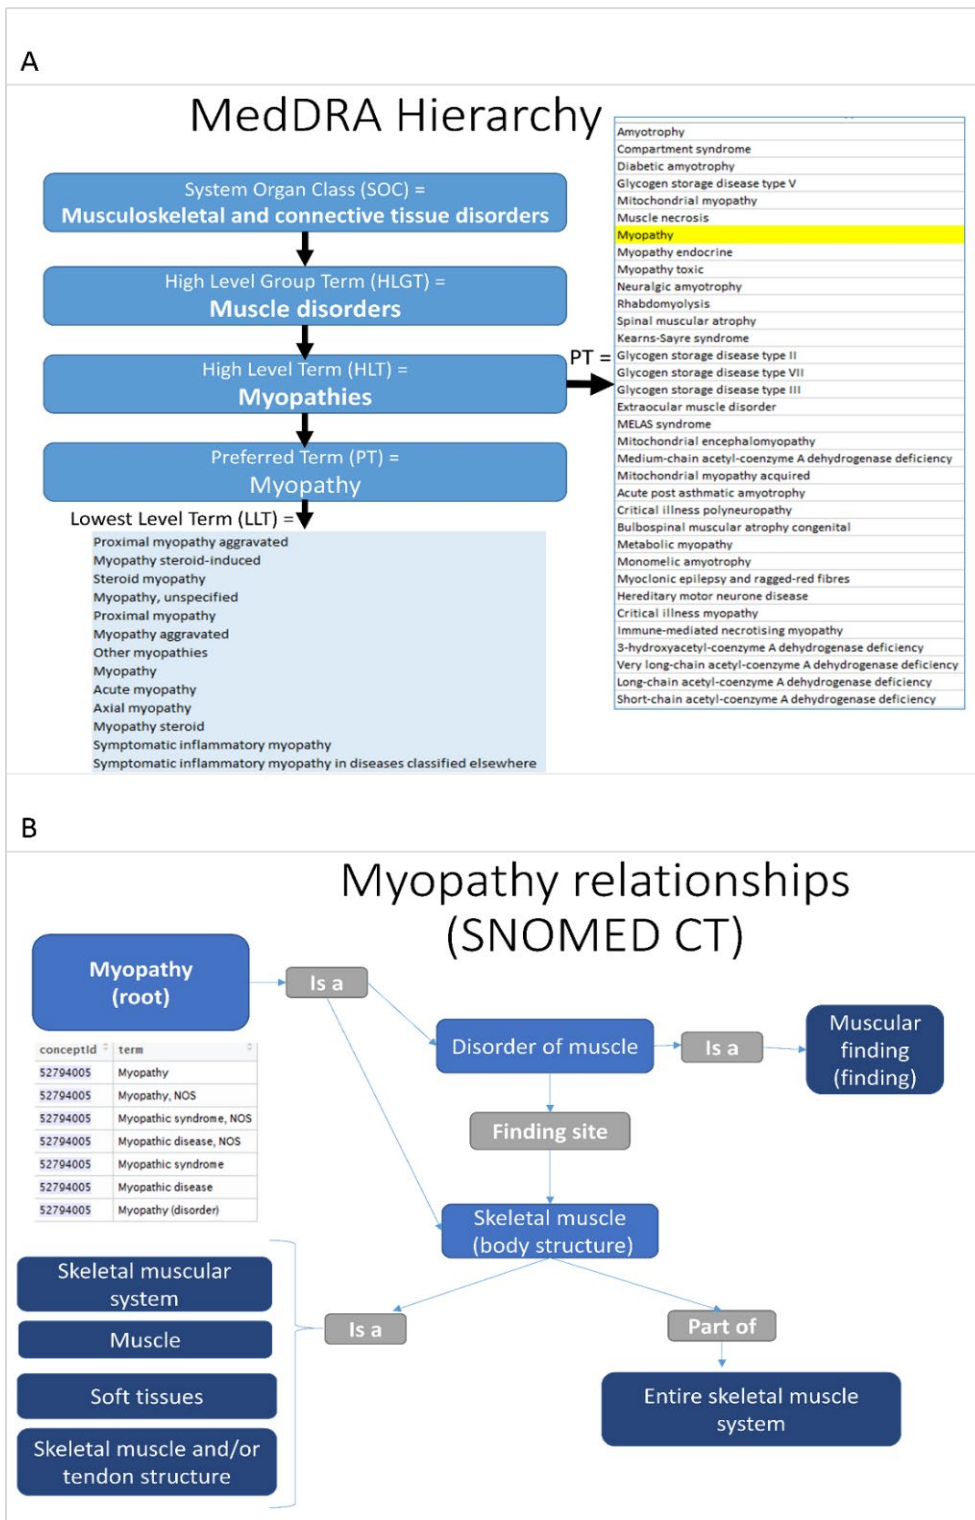 A
MedDRA Hierarchy
System Organ Class (SOC) =
Musculoskeletal and connective tissue disorders
High Level Group Term (HLGT) =
Muscle disorders
High Level Term (HLT) =
Myopathies
PT =
Preferred Term (PT) =
Myopathy
Lowest Level Term (LLT) =
Proximal myopathy aggravated
Myopathy steroid-induced
Steroid myopathy
Myopathy, unspecified
Proximal myopathy
Myopathy aggravated
Other myopathies
Myopathy
Acute myopathy
Axial myopathy
Myopathy steroid
Symptomatic inflammatory myopathy
Symptomatic inflammatory myopathy in diseases classified elsewhere
Amyotrophy
Compartment syndrome
Diabetic amyotrophy
Glycogen storage disease type V
Mitochondrial myopathy
Muscle necrosis
Myopathy
Myopathy endocrine
Myopathy toxic
Neuralgic amyotrophy
Rhabdomyolysis
Spinal muscular atrophy
Kearns-Sayre syndrome
Glycogen storage disease type II
Glycogen storage disease type VII
Glycogen storage disease type III
Extraocular muscle disorder
MELAS syndrome
Mitochondrial encephalomyopathy
Medium-chain acetyl-coenzyme A dehydrogenase deficiency
Mitochondrial myopathy acquired
Acute post asthmatic amyotrophy
Critical illness polyneuropathy
Bulbospinal muscular atrophy congenital
Metabolic myopathy
Monomelic amyotrophy
Myoclonic epilepsy and ragged-red fibres
Hereditary motor neurone disease
Critical illness myopathy
Immune-mediated necrotising myopathy
3-hydroxyacetyl-coenzyme A dehydrogenase deficiency
Very long-chain acetyl-coenzyme A dehydrogenase deficiency
Long-chain acetyl-coenzyme A dehydrogenase deficiency
Short-chain acetyl-coenzyme A dehydrogenase deficiency
B
Myopathy relationships
(SNOMED CT)
Myopathy
(root)
Is a
Disorder of muscle
Is a
Muscular
finding
(finding)
conceptId term
52794005 Myopathy
52794005 Myopathy, NOS
52794005 Myopathic syndrome, NOS
52794005 Myopathic disease, NOS
52794005 Myopathic syndrome
52794005 Myopathic disease
52794005 Myopathy (disorder)
Finding site
Skeletal muscle
(body structure)
Is a
Part of
Skeletal muscular
system
Muscle
Soft tissues
Skeletal muscle and/or
tendon structure
Entire skeletal muscle
system